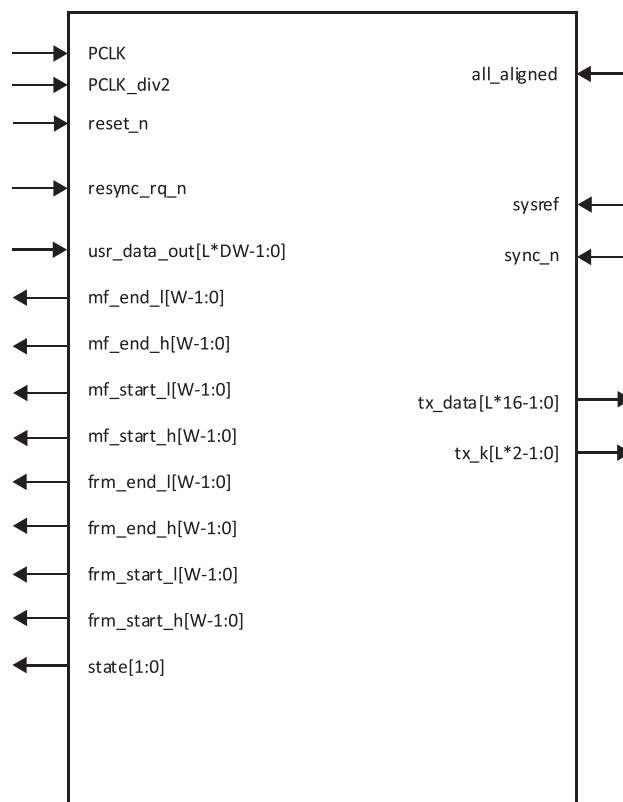 PCLK
PCLK_div2
reset_n
resync_rq_n
usr_data_out[L*DW-1:0]
mf_end_l[W-1:0]
mf_end_h[W-1:0]
mf_start_l[W-1:0]
mf_start_h[W-1:0]
frm_end_l[W-1:0]
frm_end_h[W-1:0]
frm_start_l[W-1:0]
frm_start_h[W-1:0]
state[1:0]
all_aligned
sysref
sync_n
tx_data[L*16-1:0]
tx_k[L*2-1:0]